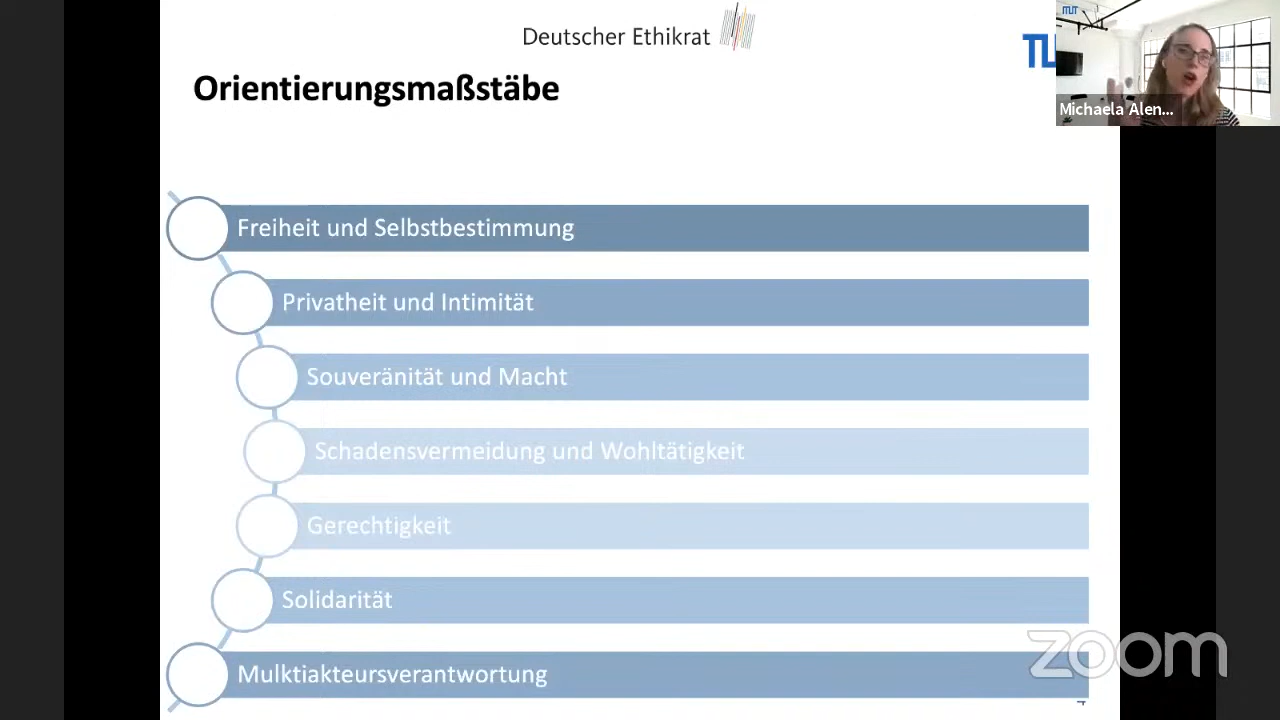 Deutscher Ethikrat
Orientierungsmaßstäbe
Michaela Alen...
Freiheit und Selbstbestimmung
Privatheit und Intimität
Souveränität und Macht
Schadensvermeidung und Wohltätigkeit
Gerechtigkeit
Solidarität
Mulktiakteursverantwortung
zoom